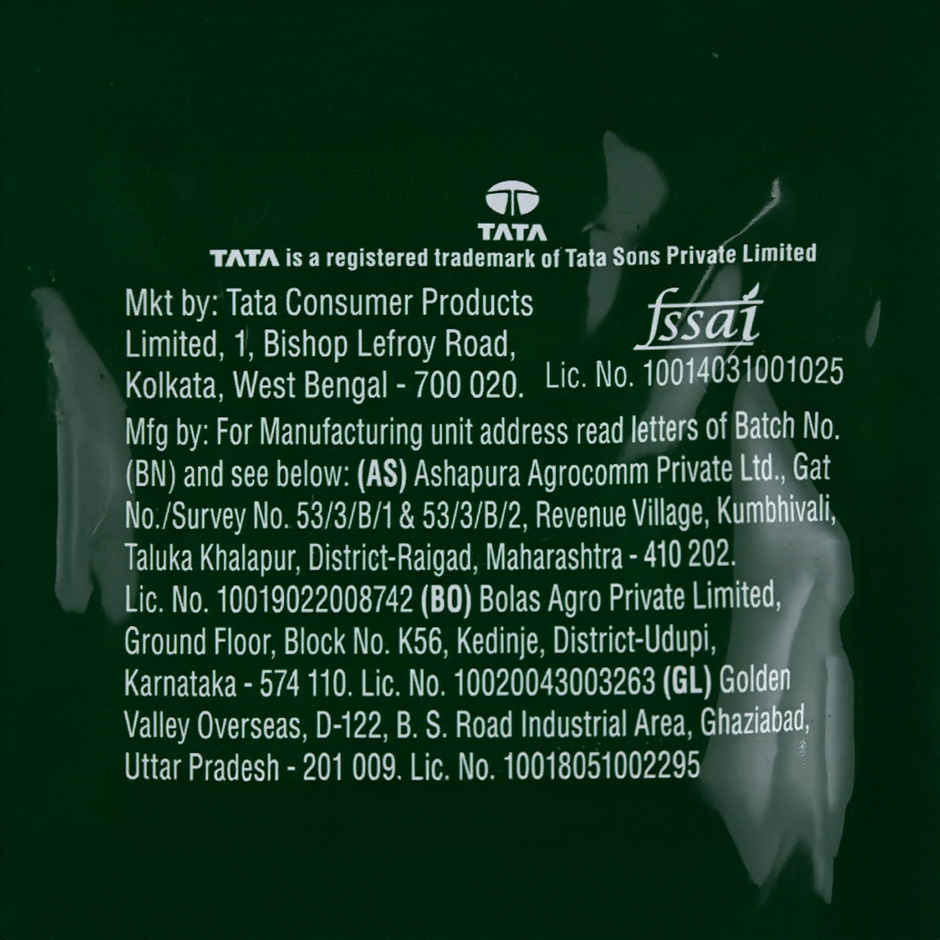 TATA
TATA is a registered trademark of Tata Sons Private Limited
Mkt by: Tata Consumer Products
Limited, 1, Bishop Lefroy Road,
Kolkata, West Bengal - 700 020.
fssai
Lic. No. 10014031001025
Mfg by: For Manufacturing unit address read letters of Batch No.
(BN) and see below: (AS) Ashapura Agrocomm Private Ltd., Gat
No./Survey No. 53/3/B/1 & 53/3/B/2, Revenue Village, Kumbhivali,
Taluka Khalapur, District-Raigad, Maharashtra - 410 202.
Lic. No. 10019022008742 (BO) Bolas Agro Private Limited,
Ground Floor, Block No. K56, Kedinje, District-Udupi,
Karnataka - 574 110. Lic. No. 10020043003263 (GL) Golden
Valley Overseas, D-122, B. S. Road Industrial Area, Ghaziabad,
Uttar Pradesh - 201 009. Lic. No. 10018051002295